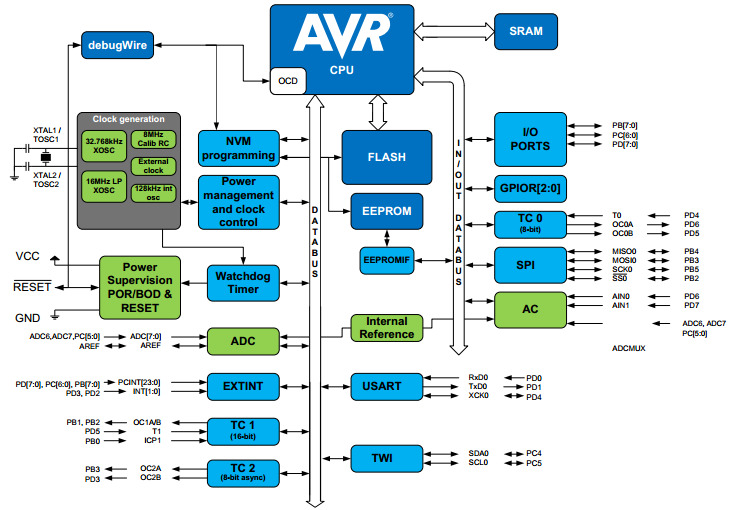 AVR®
CPU
OCD
SRAM
debugWire
Clock generation
32.768kHz
XOSC
8MHz
Calib RC
External
clock
16MHz LP
XOSC
128kHz int
osc
XTAL1 /
TOSC1
XTAL2 /
TOSC2
NVM
programming
Power
management
and clock
control
FLASH
EEPROM
EEPROMIF
DATABUS
IN/OUT DATABUS
I/O
PORTS
PB[7:0]
PC[6:0]
PD[7:0]
GPIOR[2:0]
TC 0
(8-bit)
T0 PD4
OC0A PD6
OC0B PD5
SPI
MISO0 PB4
MOSI0 PB3
SCK0 PB5
SS0 PB2
AC
AIN0 PD6
AIN1 PD7
ADC6, ADC7
PC[5:0]
ADCMUX
VCC
RESET
GND
Power
Supervision
POR/BOD &
RESET
Watchdog
Timer
Internal
Reference
ADC6,ADC7,PC[5:0] ADC[7:0]
AREF AREF
ADC
PD[7:0], PC[6:0], PB[7:0] PCINT[23:0]
PD3, PD2 INT[1:0]
EXTINT
USART
RxD0 PD0
TxD0 PD1
XCK0 PD4
PB1, PB2 OC1A/B
PD5 T1
PB0 ICP1
TC 1
(16-bit)
TWI
SDA0 PC4
SCL0 PC5
PB3 OC2A
PD3 OC2B
TC 2
(8-bit async)